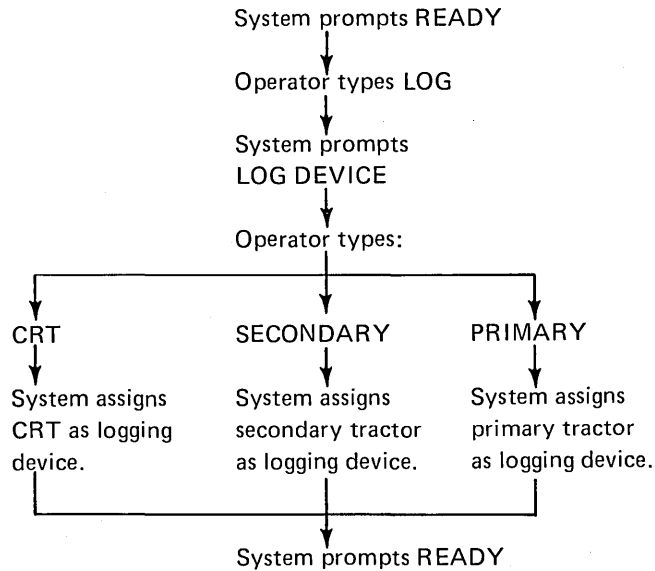 System prompts READY
Operator types LOG
System prompts
LOG DEVICE
Operator types:
CRT
SECONDARY
PRIMARY
System assigns
CRT as logging
device.
System assigns
secondary tractor
as logging device.
System assigns
primary tractor
as logging device.
System prompts READY